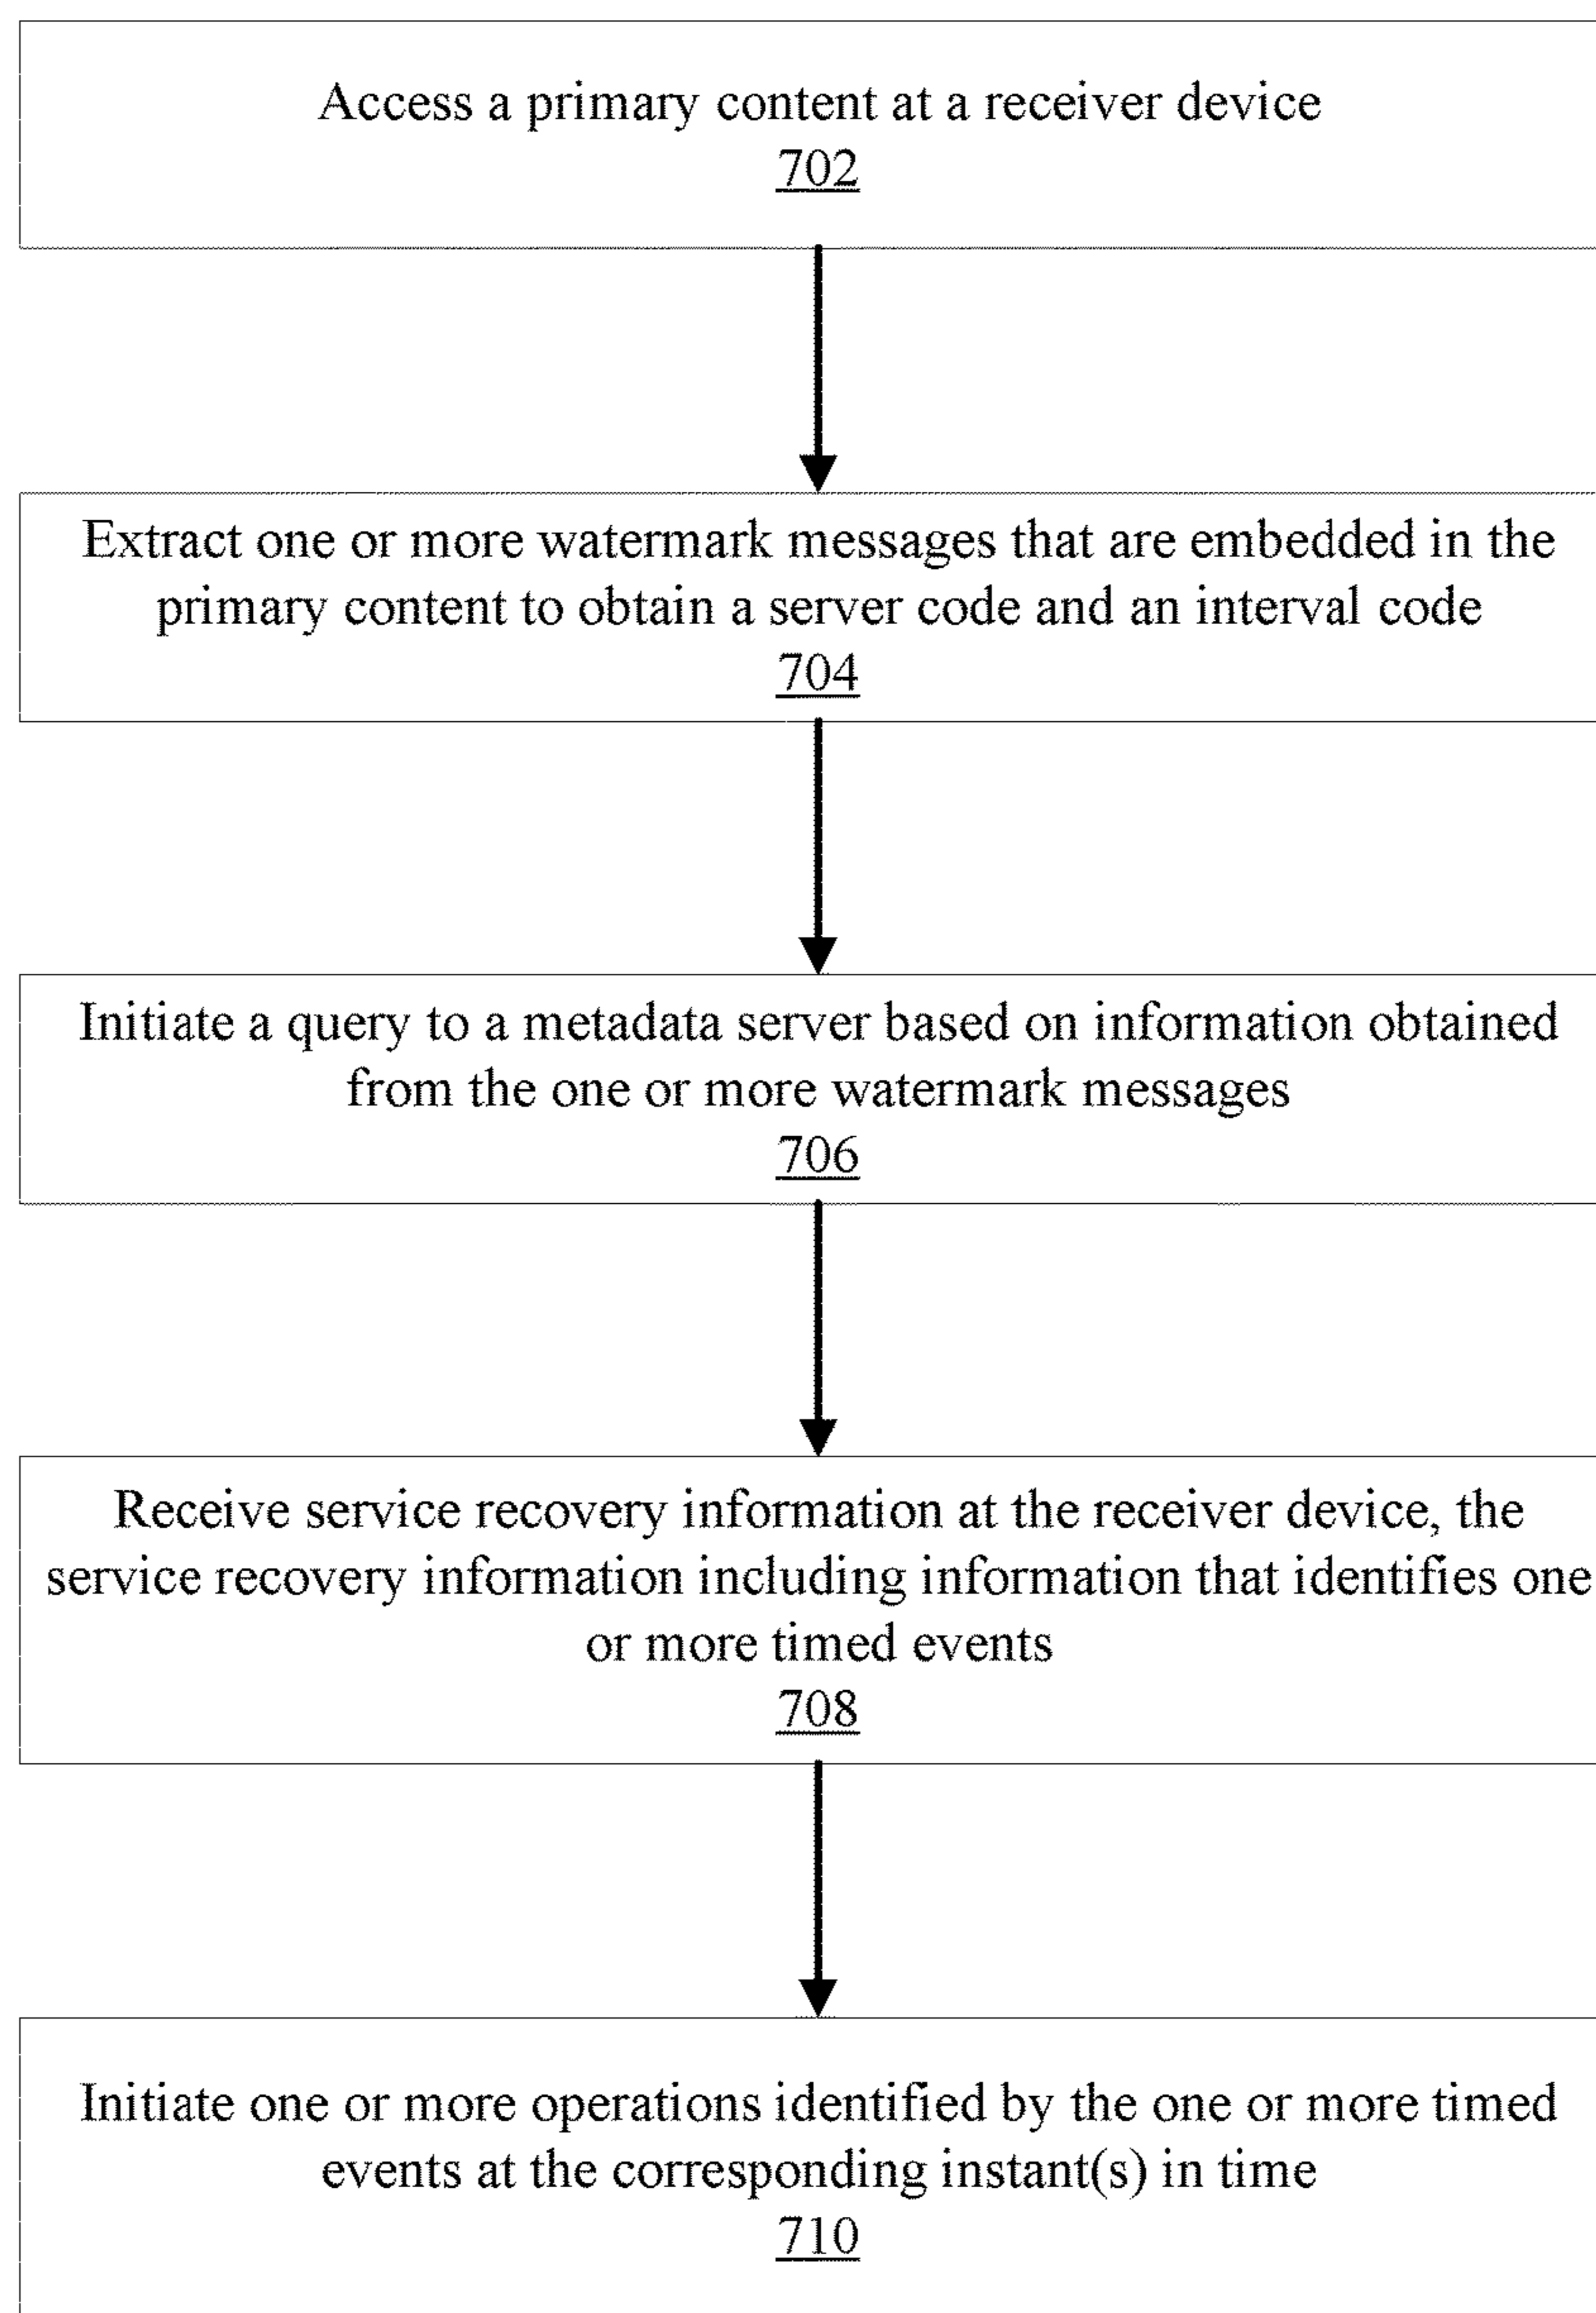 Access a primary content at a receiver device
702
Extract one or more watermark messages that are embedded in the
primary content to obtain a server code and an interval code
704
Initiate a query to a metadata server based on information obtained
from the one or more watermark messages
706
Receive service recovery information at the receiver device, the
service recovery information including information that identifies one
or more timed events
708
Initiate one or more operations identified by the one or more timed
events at the corresponding instant(s) in time
710